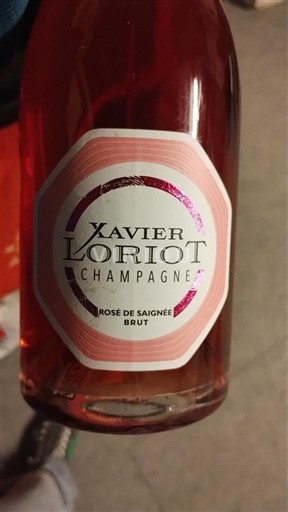 XAVIER
LORIOT
CHAMPAGNE
ROSÉ DE SAIGNÉE
BRUT